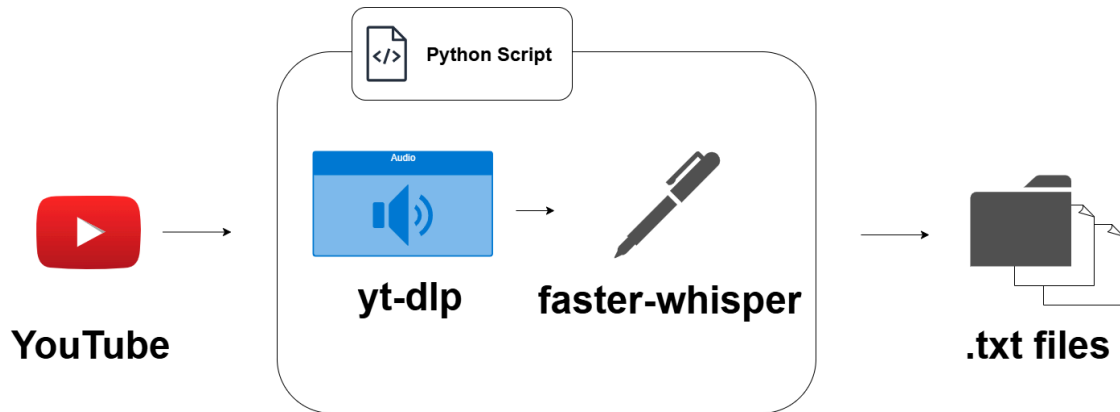 </>
Python Script
Audio
yt-dlp
faster-whisper
YouTube
.txt files